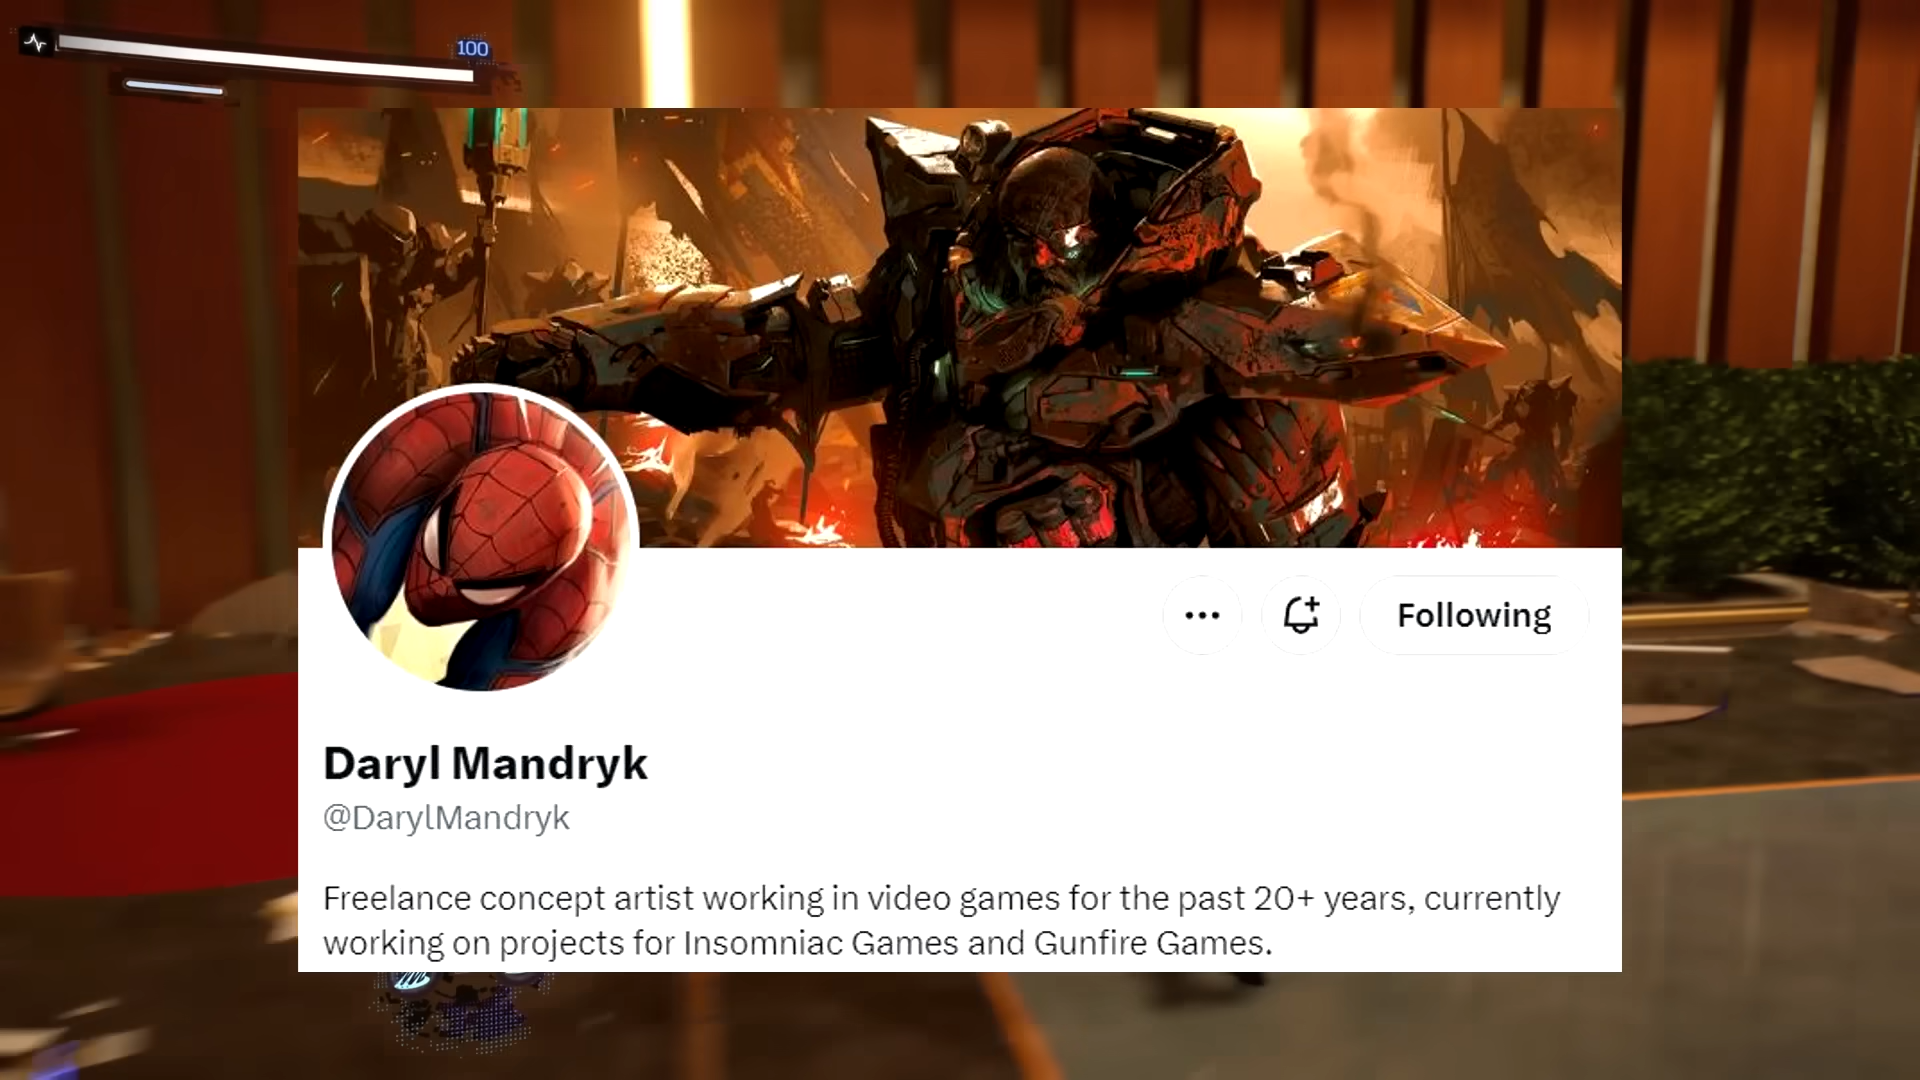 100
Following
Daryl Mandryk
@DarylMandryk
Freelance concept artist working in video games for the past 20+ years, currently
working on projects for Insomniac Games and Gunfire Games.